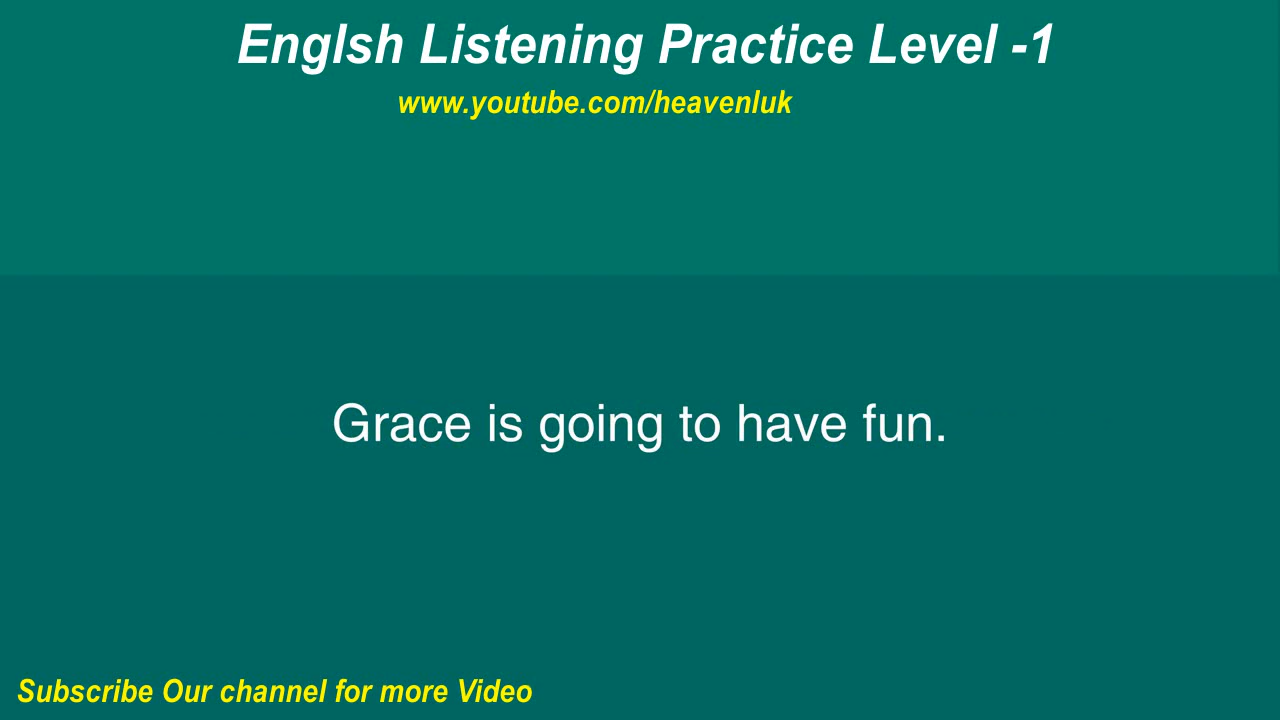 Englsh Listening Practice Level -1
www.youtube.com/heavenluk
Grace is going to have fun.
Subscribe Our channel for more Video